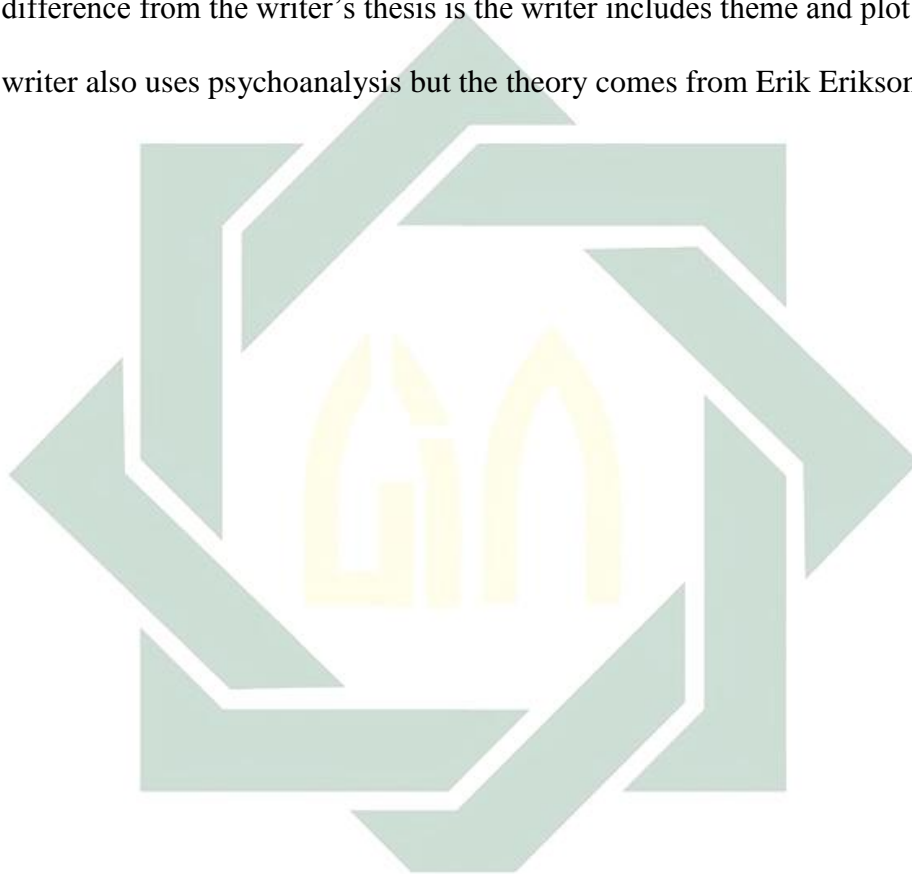 difference from the writer’s thesis is the writer includes theme and plot
writer also uses psychoanalysis but the theory comes from Erik Erikson